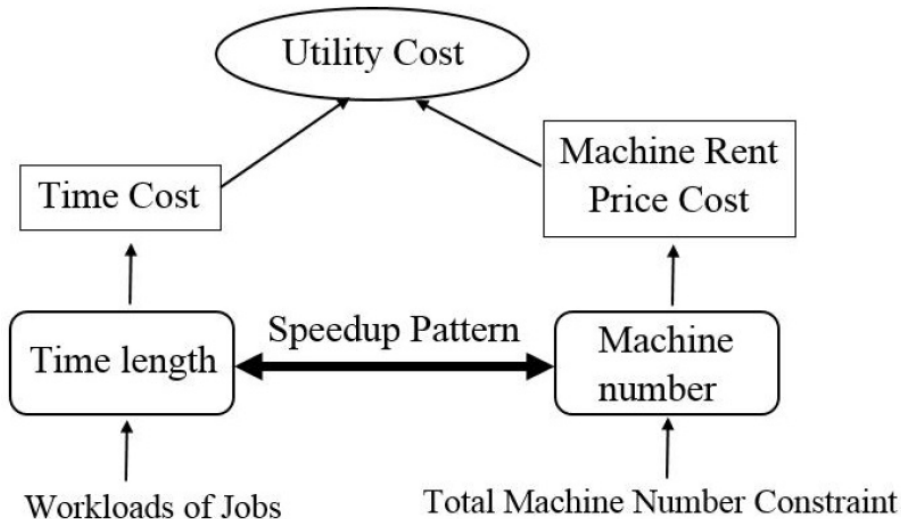 Utility Cost
Time Cost
Machine Rent
Price Cost
Speedup Pattern
Time length
Machine
number
Workloads of Jobs
Total Machine Number Constraint